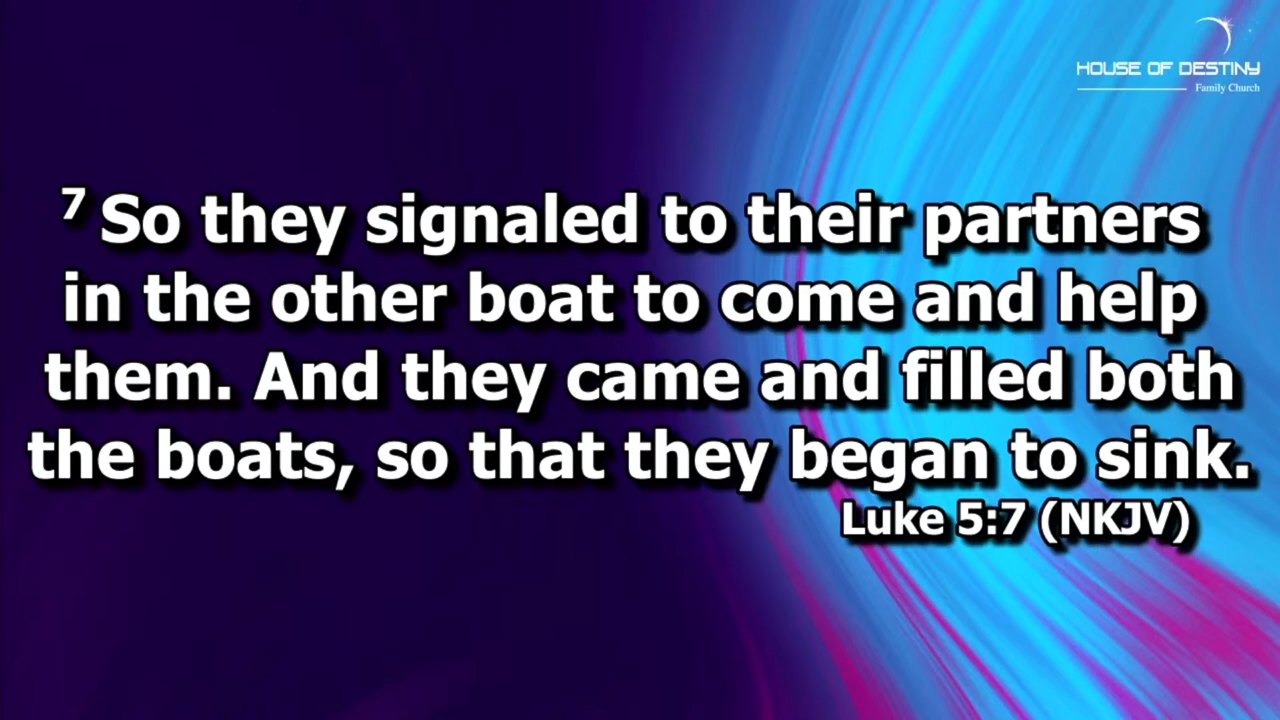 HOUSE OF DESTINY
Family Church
7 So they signaled to their partners
in the other boat to come and help
them. And they came and filled both
the boats, so that they began to sink.
Luke 5:7 (NKJV)